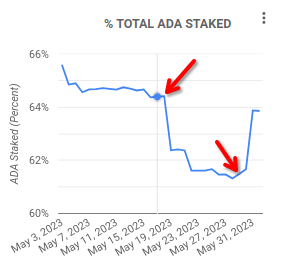 % TOTAL ADA STAKED
66%
64%
62%
60%
ADA Staked (Percent)
May 3, 2023
May 7, 2023
May 11, 2023
May 15, 2023
May 19, 2023
May 23, 2023
May 27, 2023
May 31, 2023